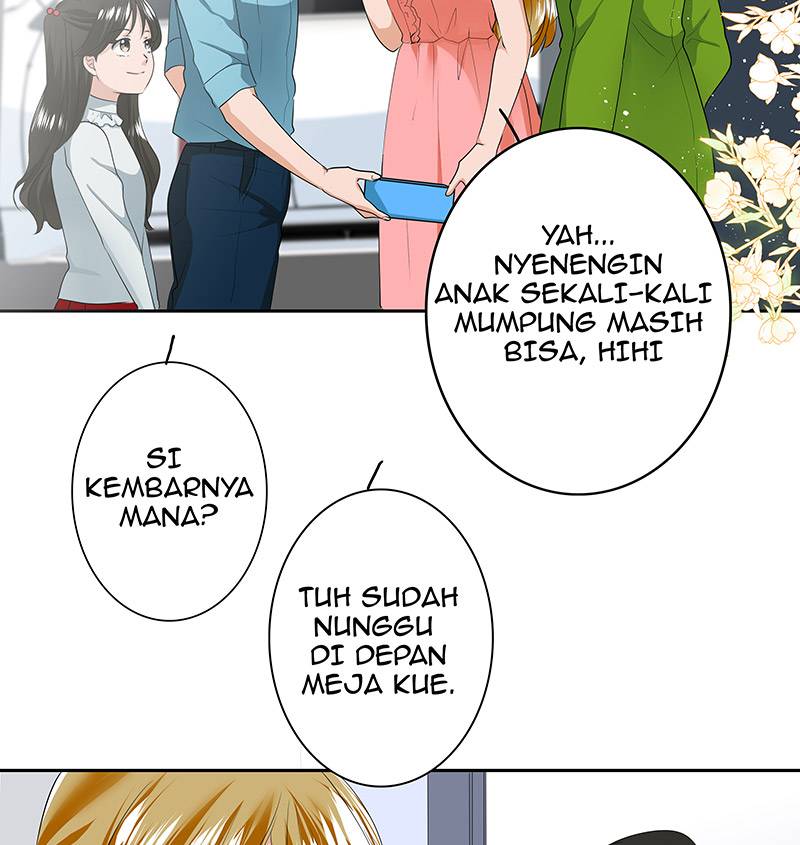 YAH...
NYENENGIN
ANAK SEKALI-KALI
MUMPUNG MASIH
BISA, HIHI
SI
KEMBARNYA
MANA?
TUH SUDAH
NUNGGU
DI DEPAN
MEJA KUE.